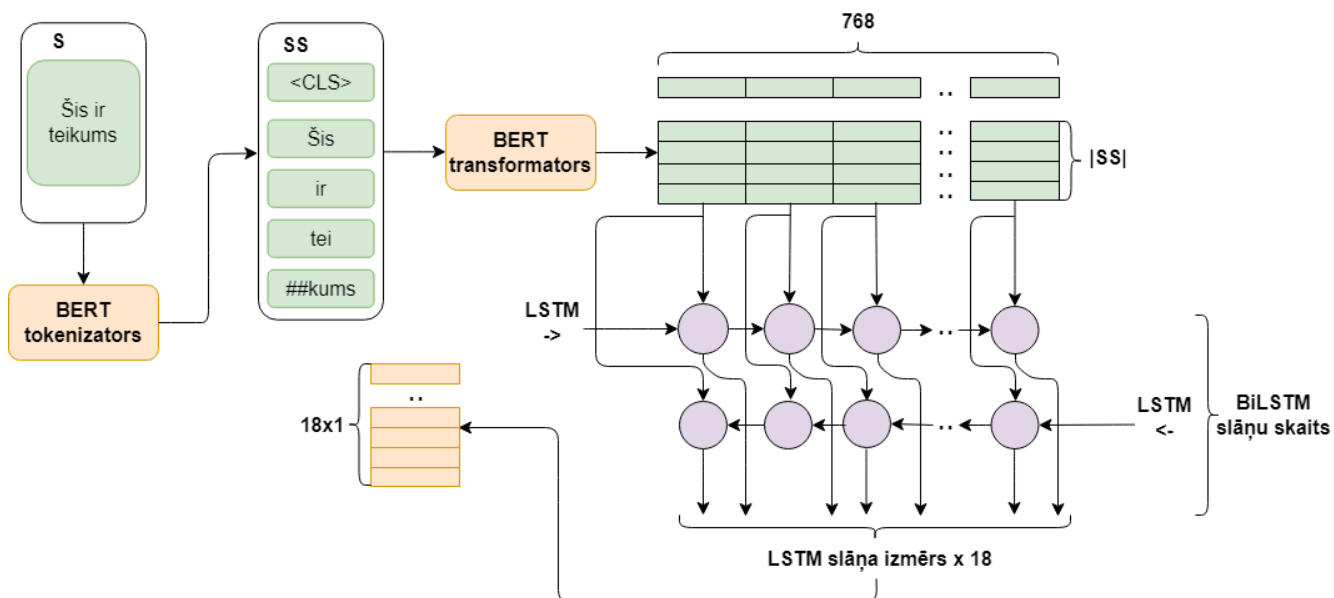 S
Šis ir
teikums
BERT
tokenizators
SS
<CLS>
Šis
ir
tei
##kums
BERT
transformators
768
..
..
..
..
..
|SS|
LSTM
->
..
..
LSTM
<-
BiLSTM
slāņu skaits
LSTM slāņa izmērs x 18
18x1
..